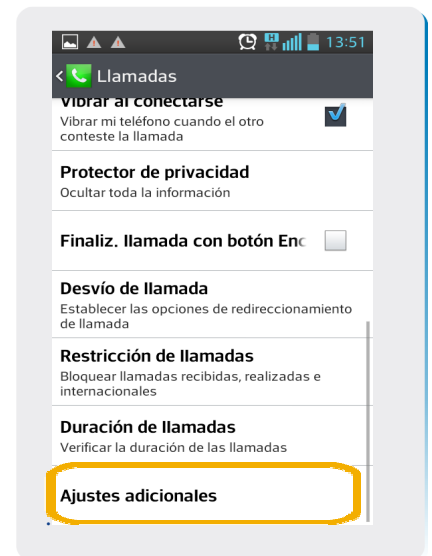 13:51
Llamadas
Vibrar al conectarse
Vibrar mi teléfono cuando el otro
conteste la llamada
Protector de privacidad
Ocultar toda la información
Finaliz. llamada con botón Enc
Desvío de llamada
Establecer las opciones de redireccionamiento
de llamada
Restricción de llamadas
Bloquear llamadas recibidas, realizadas e
internacionales
Duración de llamadas
Verificar la duración de las llamadas
Ajustes adicionales